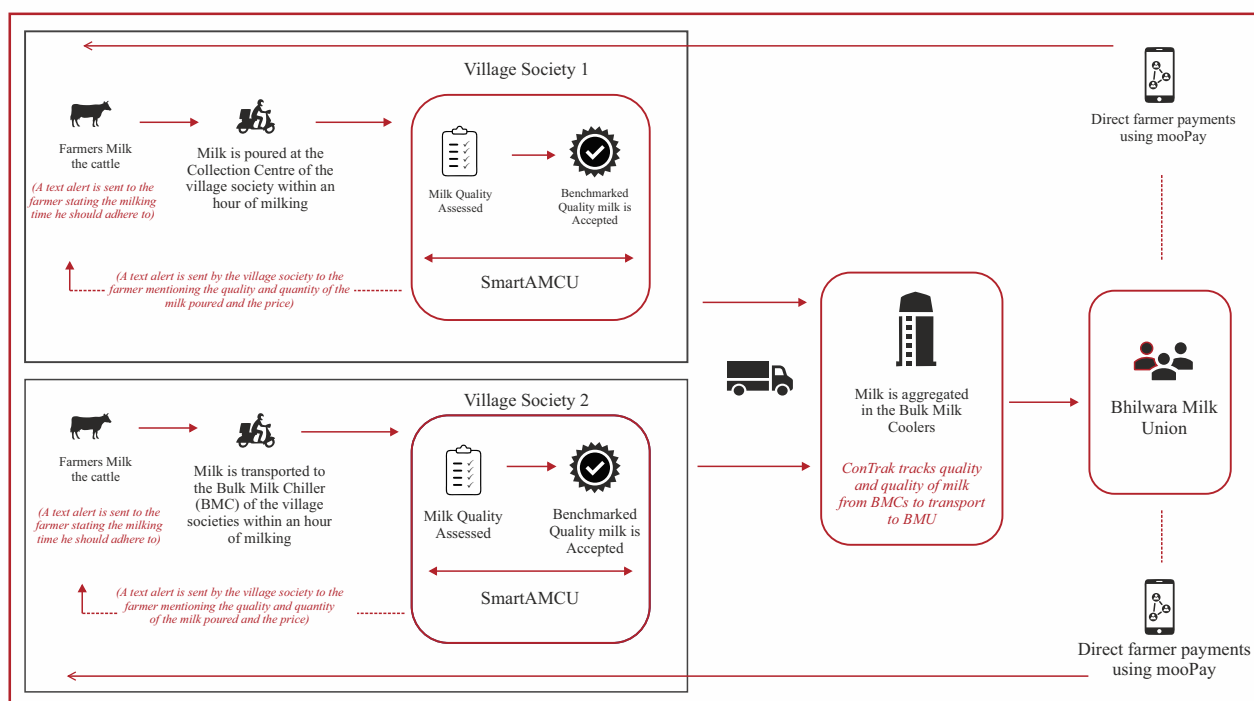 Village Society 1
Farmers Milk
the cattle
(A text alert is sent to the
farmer stating the milking
time he should adhere to)
Milk is poured at the
Collection Centre of the
village society within an
hour of milking
Milk Quality
Assessed
Benchmarked
Quality milk is
Accepted
SmartAMCU
(A text alert is sent by the village society to the
farmer mentioning the quality and quantity of the
milk poured and the price)
Village Society 2
Farmers Milk
the cattle
(A text alert is sent to the
farmer stating the milking
time he should adhere to)
Milk is transported to
the Bulk Milk Chiller
(BMC) of the village
societies within an hour
of milking
Milk Quality
Assessed
Benchmarked
Quality milk is
Accepted
SmartAMCU
(A text alert is sent by the village society to the
farmer mentioning the quality and quantity
of the milk poured and the price)
Milk is aggregated
in the Bulk Milk
Coolers
ConTrak tracks quality
and quality of milk
from BMCs to transport
to BMU
Direct farmer payments
using mooPay
Bhilwara Milk
Union
Direct farmer payments
using mooPay